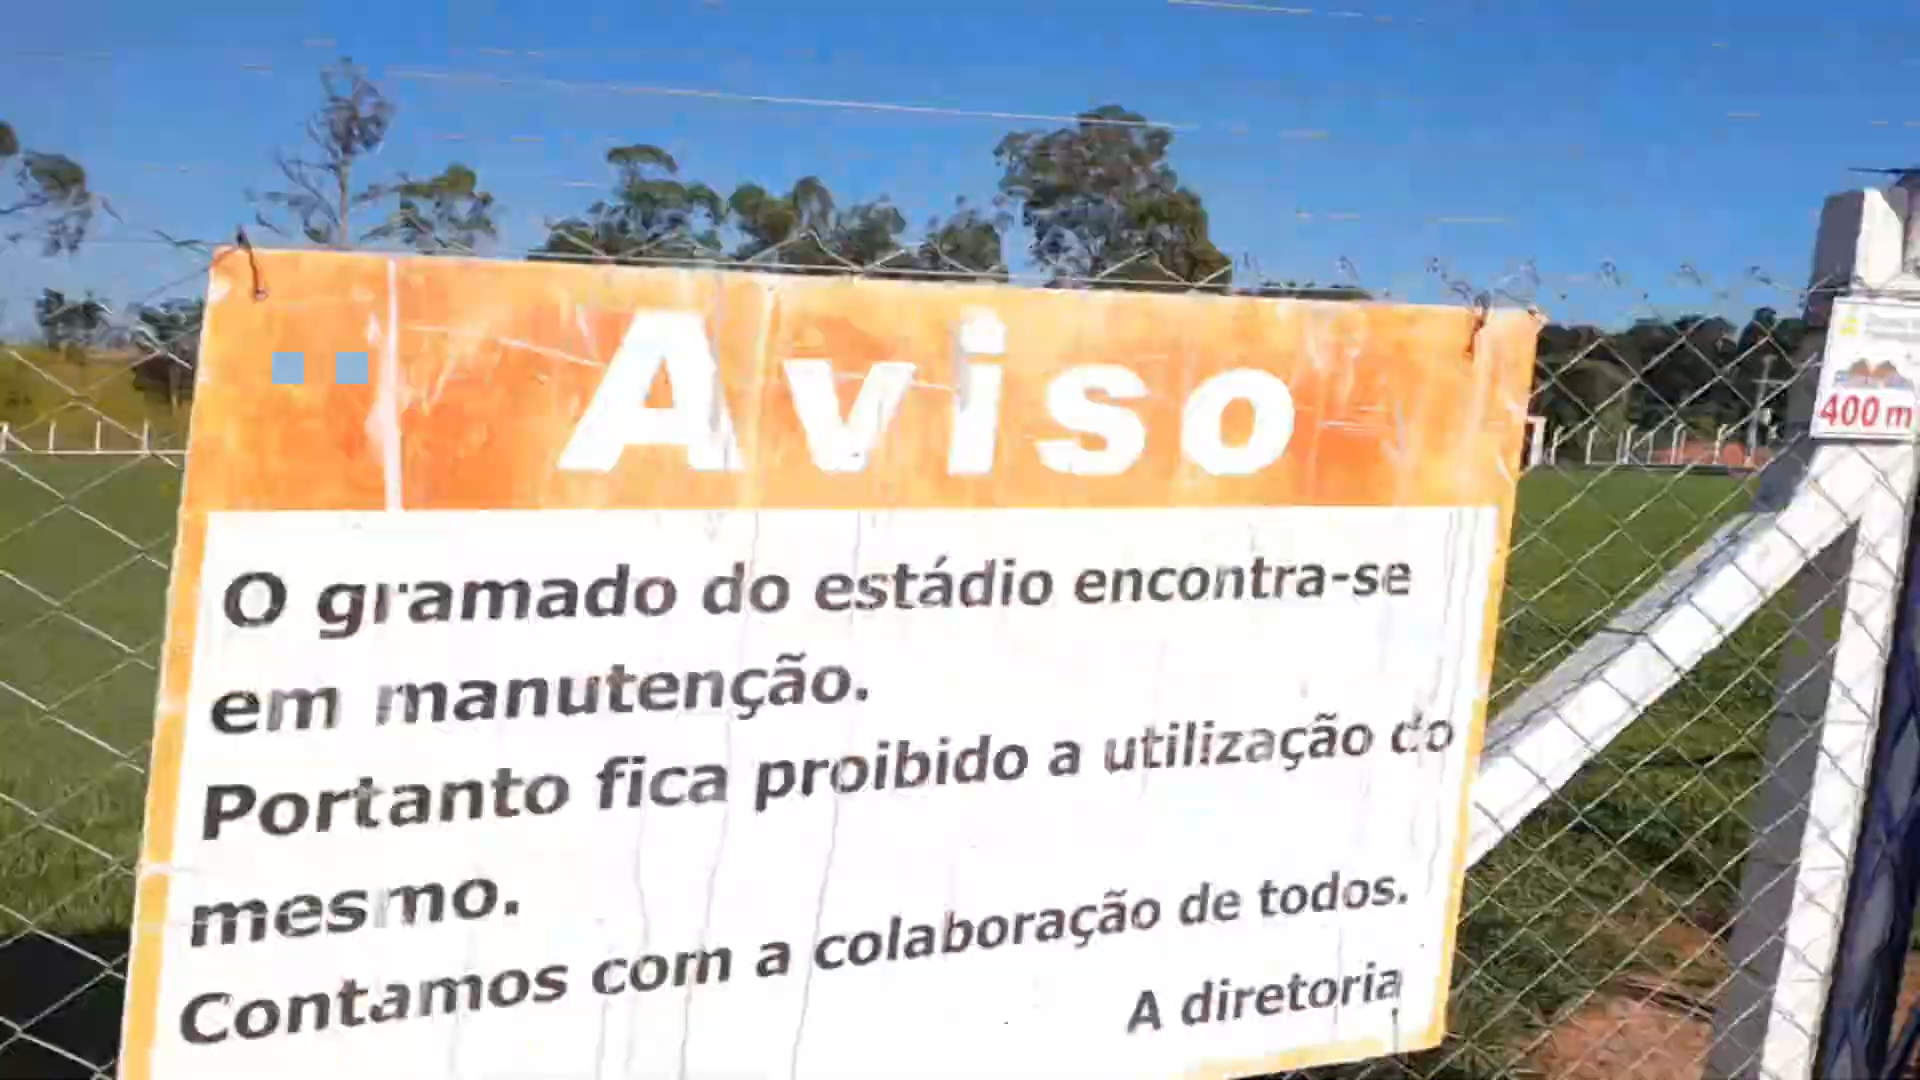 Aviso
O gramado do estádio encontra-se
em manutenção.
Portanto fica proibido a utilização do
mesmo.
Contamos com a colaboração de todos.
A diretoria
400 m